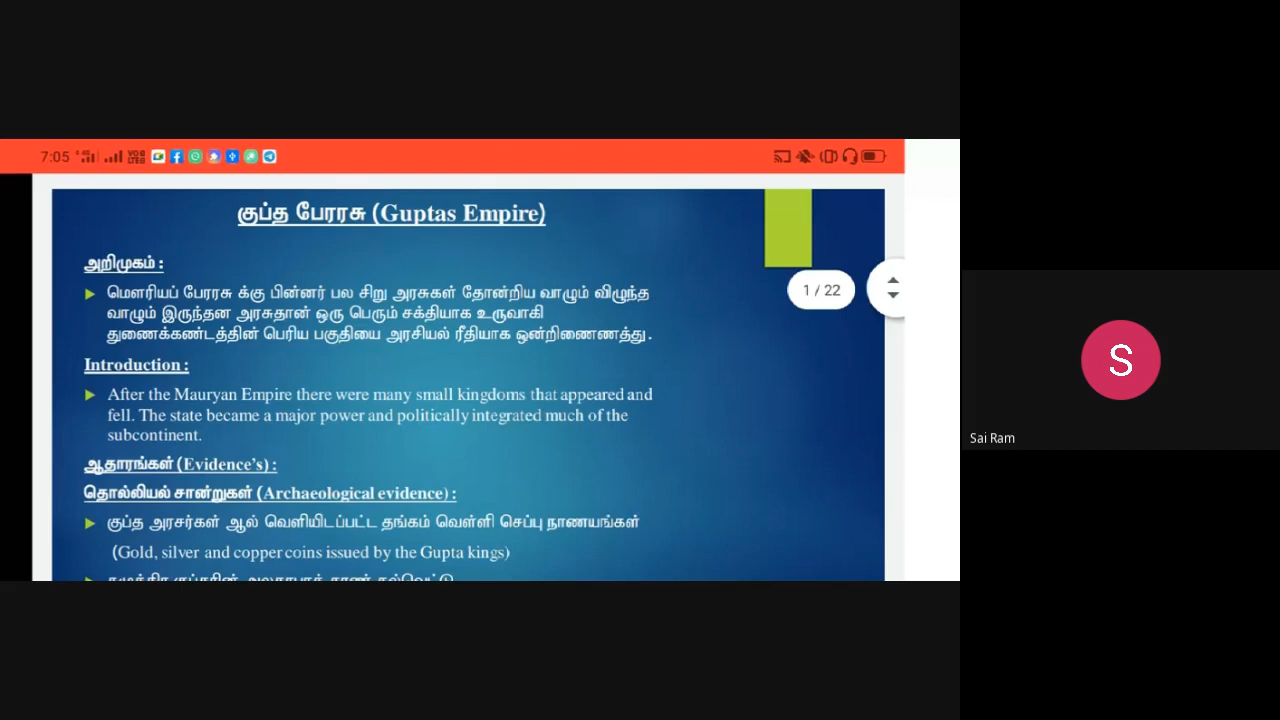 7:05
VoB LTES
குப்த பேரரசு (Guptas Empire)
அறிமுகம் :
மௌரியப் பேரரசு க்கு பின்னர் பல சிறு அரசுகள் தோன்றிய வாழும் விழுந்த
வாழும் இருந்தன அரசுதான் ஒரு பெரும் சக்தியாக உருவாகி
துணைக்கண்டத்தின் பெரிய பகுதியை அரசியல் ரீதியாக ஒன்றிணைணத்து.
1 / 22
Introduction :
After the Mauryan Empire there were many small kingdoms that appeared and
fell. The state became a major power and politically integrated much of the
subcontinent.
ஆதாரங்கள் (Evidence's) :
தொல்லியல் சான்றுகள் (Archaeological evidence) :
குப்த அரசர்கள் ஆல் வெளியிடப்பட்ட தங்கம் வெள்ளி செப்பு நாணயங்கள்
(Gold, silver and copper coins issued by the Gupta kings)
S
Sai Ram